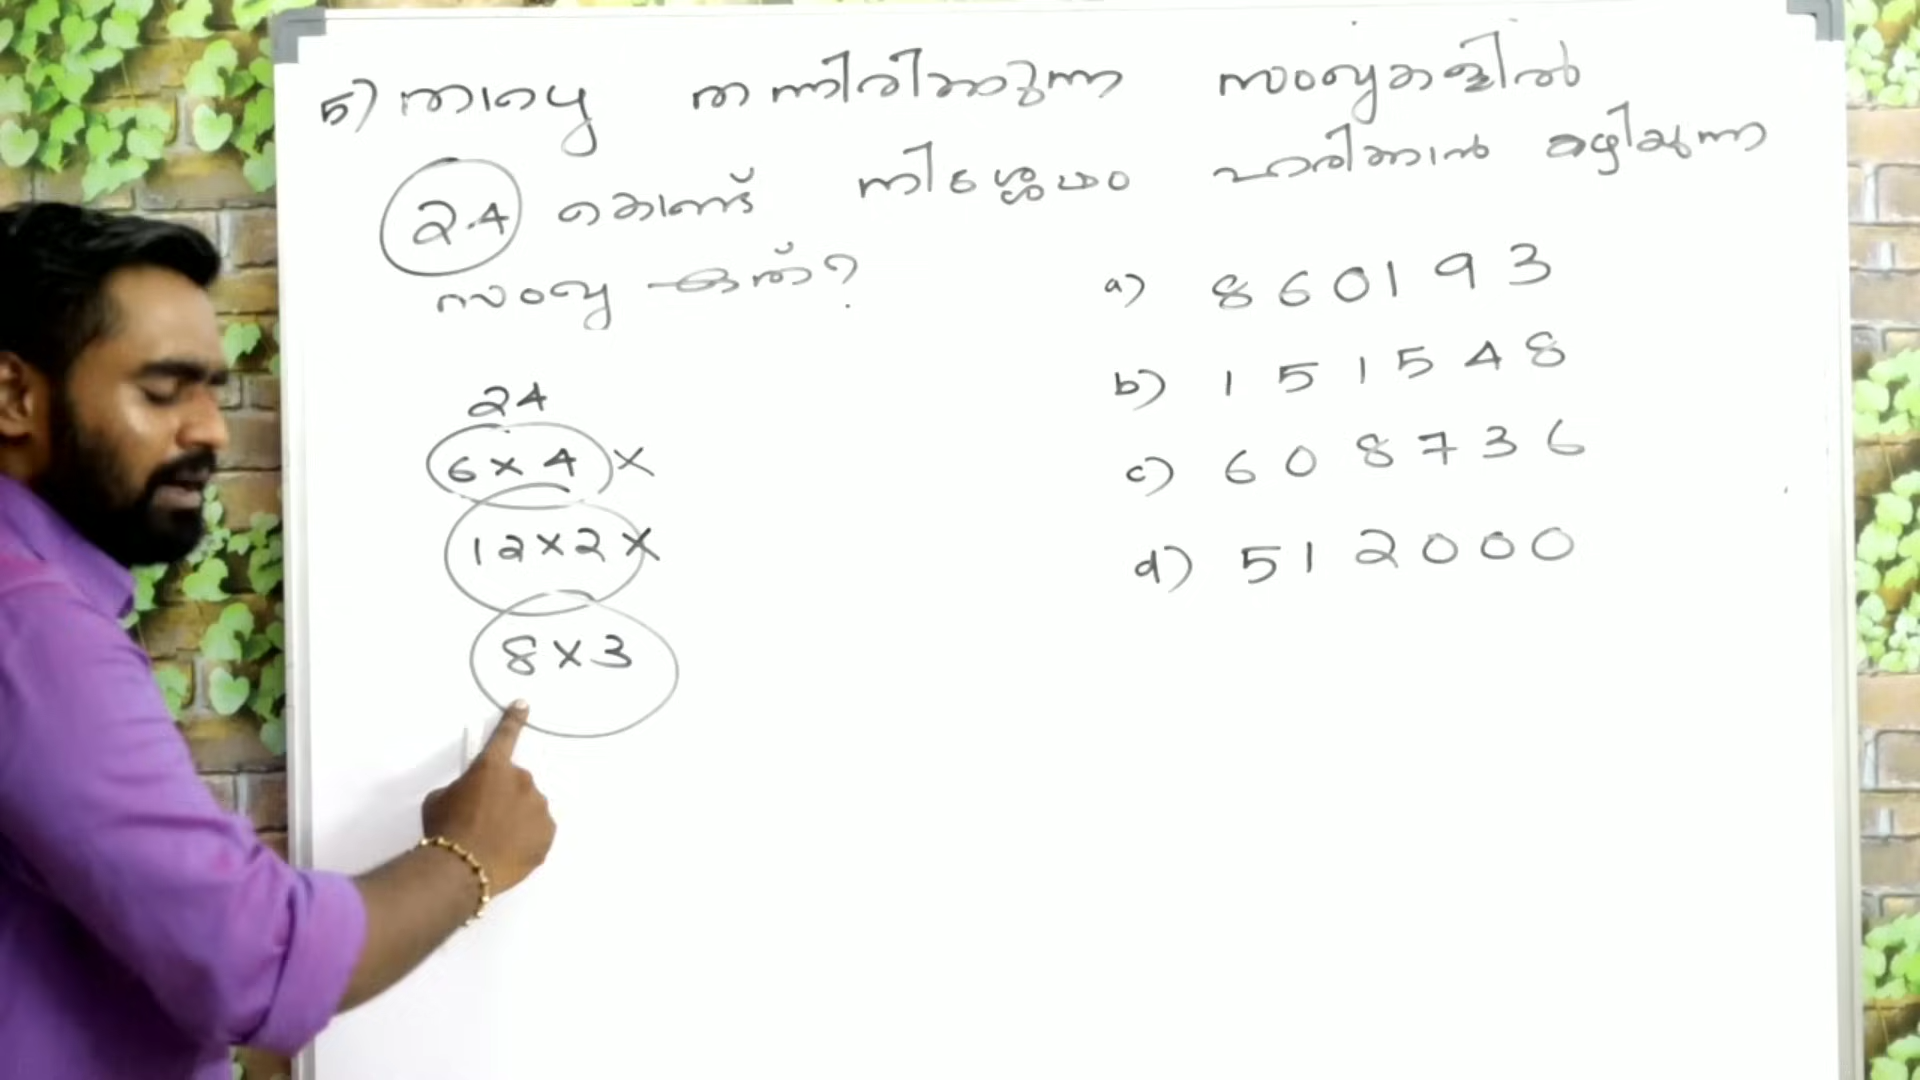 5) താഴെ തന്നിരിക്കുന്ന സംഖ്യകളിൽ
24 കൊണ്ട് നിശ്ശേഷം ഹരിക്കാൻ കഴിയുന്ന
സംഖ്യ ഏത്?
a) 860193
b) 151548
c) 608736
d) 512000
24
6 x 4 x
12 x 2 x
8 x 3